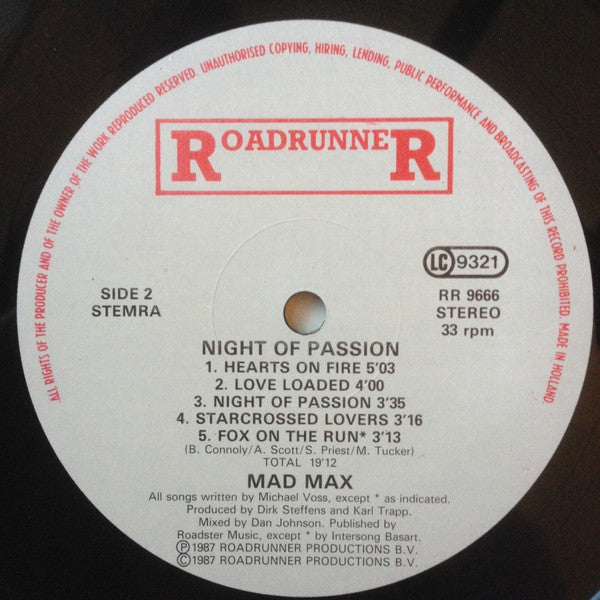 ALL RIGHTS OF THE PRODUCER AND OF THE OWNER OF THE WORK REPRODUCED RESERVED. UNAUTHORISED COPYING, HIRING, LENDING, PUBLIC PERFORMANCE AND BROADCASTING OF THIS RECORD PROHIBITED. MADE IN HOLLAND.
ROADRUNNER
LC 9321
SIDE 2
STEMRA
RR 9666
STEREO
33 rpm
NIGHT OF PASSION
1. HEARTS ON FIRE 5'03
2. LOVE LOADED 4'00
3. NIGHT OF PASSION 3'35
4. STARCROSSED LOVERS 3'16
5. FOX ON THE RUN* 3'13
(B. Connoly/A. Scott/S. Priest/M. Tucker)
TOTAL 19'12
MAD MAX
All songs written by Michael Voss, except * as indicated.
Produced by Dirk Steffens and Karl Trapp.
Mixed by Dan Johnson. Published by
Roadster Music, except * by Intersong Basart.
Ⓟ1987 ROADRUNNER PRODUCTIONS B.V.
©1987 ROADRUNNER PRODUCTIONS B.V.